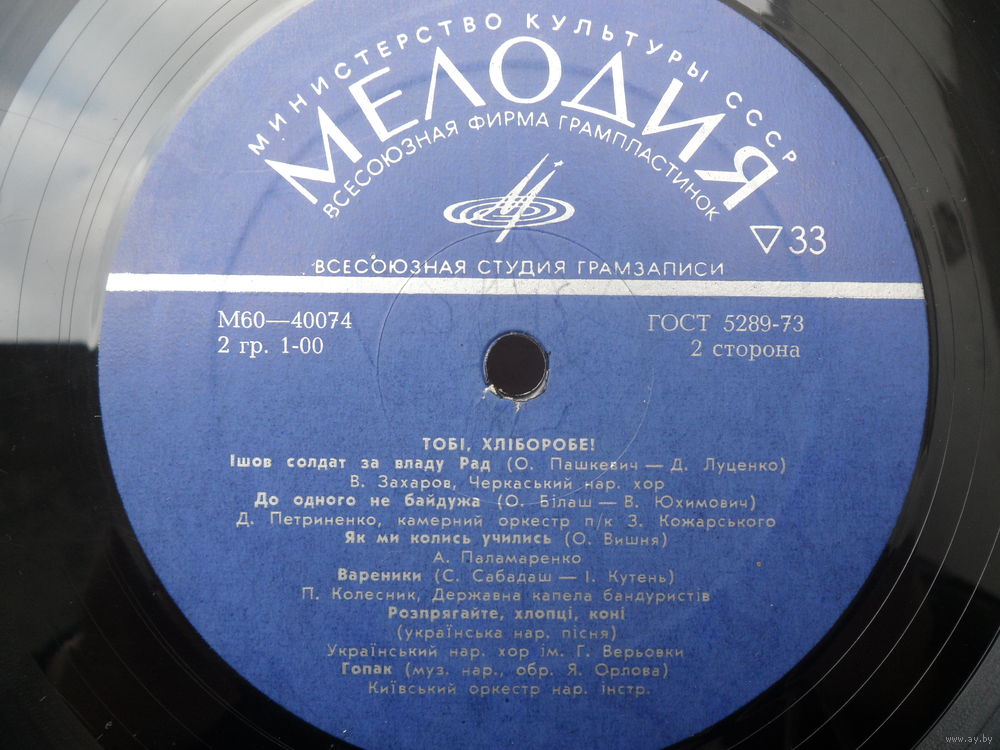 МИНИСТЕРСТВО КУЛЬТУРЫ СССР
МЕЛОДИЯ
ВСЕСОЮЗНАЯ ФИРМА ГРАМПЛАСТИНОК
▽33
ВСЕСОЮЗНАЯ СТУДИЯ ГРАМЗАПИСИ
М60—40074
ГОСТ 5289-73
2 гр. 1-00
2 сторона
ТОБІ, ХЛІБОРОБЕ!
Ішов солдат за владу Рад (О. Пашкевич — Д. Луценко)
В. Захаров, Черкаський нар. хор
До одного не байдужа (О. Білаш — В. Юхимович)
Д. Петриненко, камерний оркестр п/к З. Кожарського
Як ми колись учились (О. Вишня)
А. Паламаренко
Вареники (С. Сабадаш — І. Кутень)
П. Колесник, Державна капела бандуристів
Розпрягайте, хлопці, коні
(українська нар. пісня)
Український нар. хор ім. Г. Верьовки
Гопак (муз. нар., обр. Я. Орлова)
Київський оркестр нар. інстр.
www.ay.by